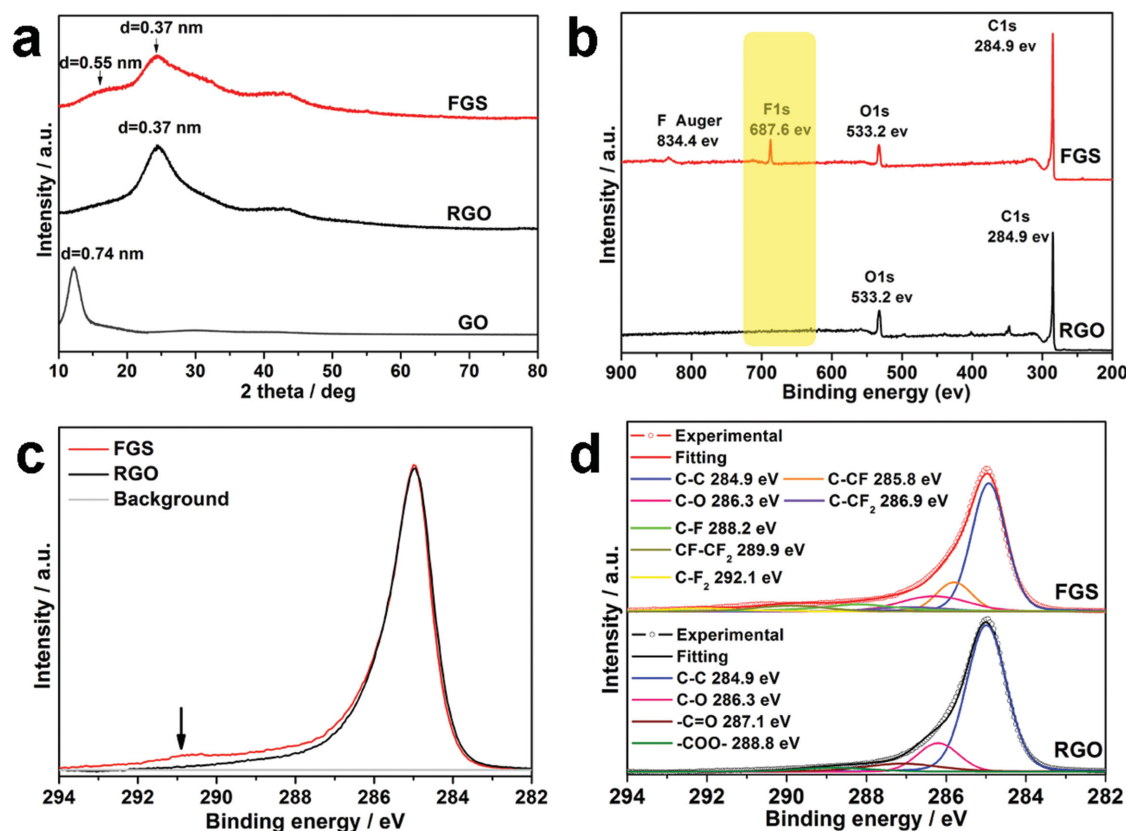 a
d=0.37 nm
d=0.55 nm
FGS
d=0.37 nm
RGO
d=0.74 nm
GO
Intensity / a.u.
10 20 30 40 50 60 70 80
2 theta / deg
b
C1s
284.9 ev
F1s
687.6 ev
F Auger
834.4 ev
O1s
533.2 ev
FGS
C1s
284.9 ev
O1s
533.2 ev
RGO
Intensity / a.u.
900 800 700 600 500 400 300 200
Binding energy (ev)
c
FGS
RGO
Background
Intensity / a.u.
294 292 290 288 286 284 282
Binding energy / eV
d
Experimental
Fitting
C-C 284.9 eV C-CF 285.8 eV
C-O 286.3 eV C-CF2 286.9 eV
C-F 288.2 eV
CF-CF2 289.9 eV
C-F2 292.1 eV
FGS
Experimental
Fitting
C-C 284.9 eV
C-O 286.3 eV
-C=O 287.1 eV
-COO- 288.8 eV
RGO
Intensity / a.u.
294 292 290 288 286 284 282
Binding energy / eV